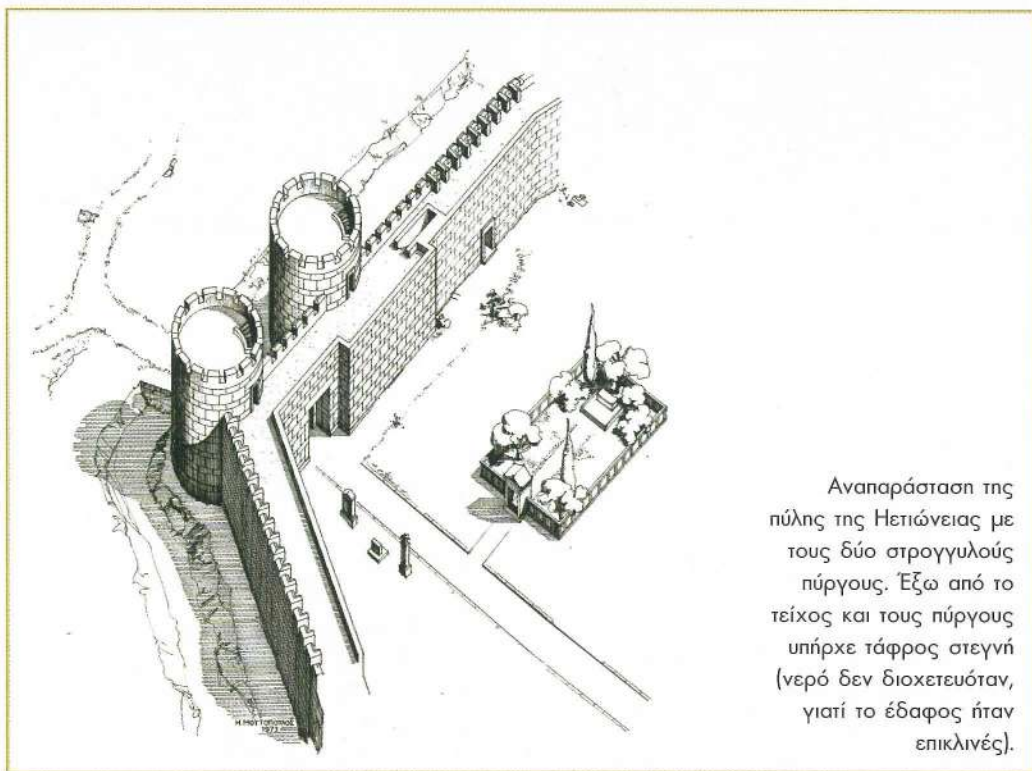 Αναπαράσταση της
πύλης της Ηετιώνειας με
τους δύο στρογγυλούς
πύργους. Έξω από το
τείχος και τους πύργους
υπήρχε τάφρος στεγνή
(νερό δεν διοχετευόταν,
γιατί το έδαφος ήταν
επικλινές).
1973